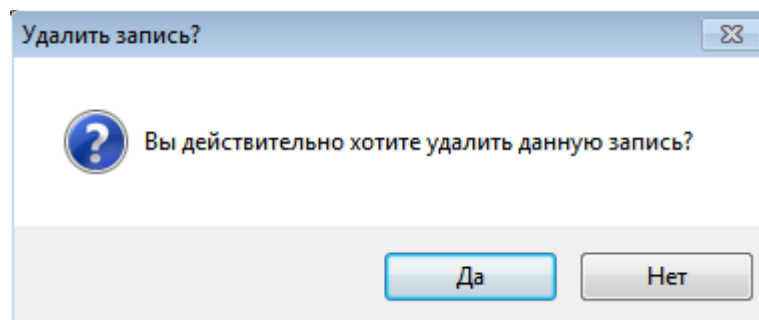 Удалить запись?
Вы действительно хотите удалить данную запись?
Да
Нет